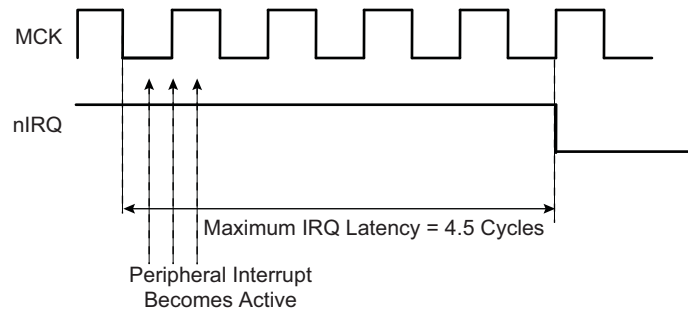 MCK
nIRQ
Maximum IRQ Latency = 4.5 Cycles
Peripheral Interrupt
Becomes Active